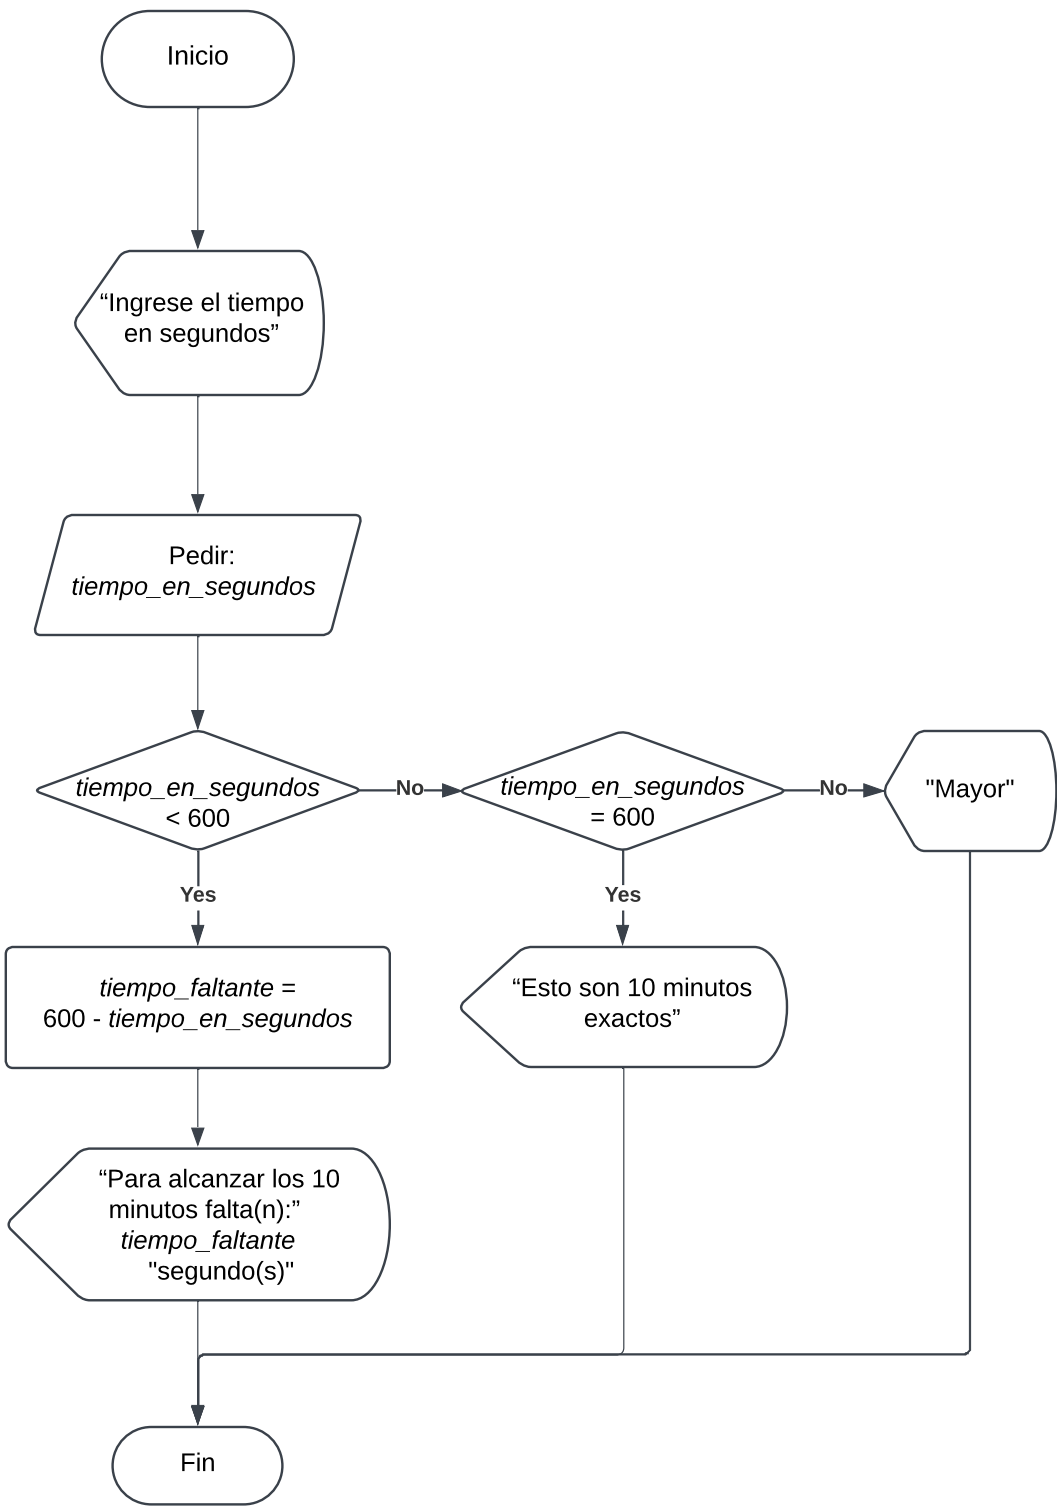 Inicio
“Ingrese el tiempo
en segundos”
Pedir:
tiempo_en_segundos
tiempo_en_segundos
< 600
No
tiempo_en_segundos
= 600
No
"Mayor"
Yes
Yes
tiempo_faltante =
600 - tiempo_en_segundos
“Esto son 10 minutos
exactos”
“Para alcanzar los 10
minutos falta(n):”
tiempo_faltante
"segundo(s)"
Fin